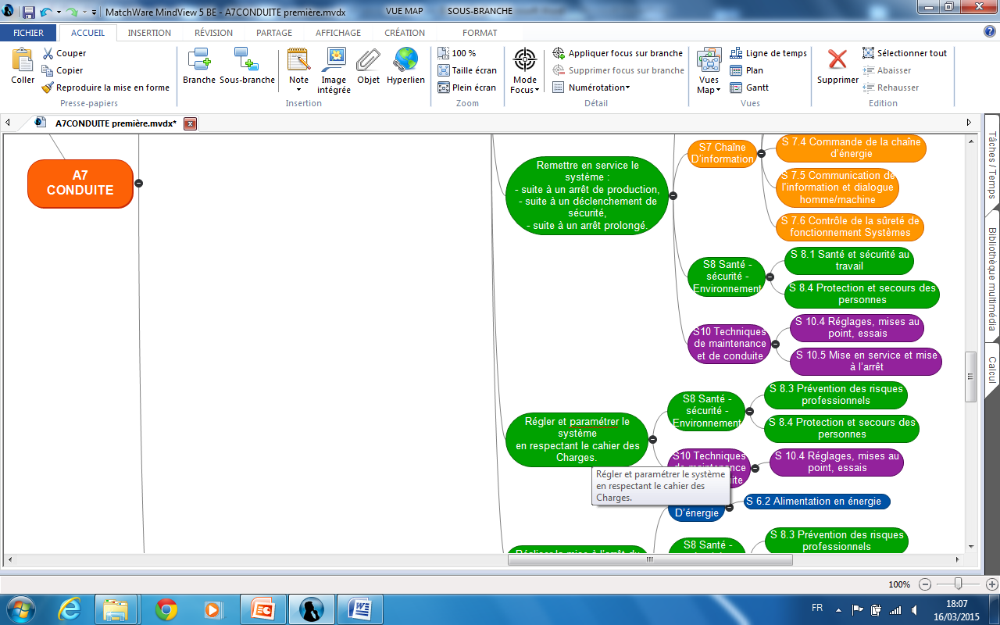 MatchWare MindView 5 BE - A7CONDUITE première.mvdx
VUE MAP
SOUS-BRANCHE
FICHIER
ACCUEIL
INSERTION
RÉVISION
PARTAGE
AFFICHAGE
CRÉATION
FORMAT
Coller
Couper
Copier
Reproduire la mise en forme
Presse-papiers
Branche
Sous-branche
Note
Image
intégrée
Objet
Hyperlien
Insertion
100 %
Taille écran
Plein écran
Zoom
Mode
Focus
Appliquer focus sur branche
Supprimer focus sur branche
Numérotation
Détail
Vues
Map
Ligne de temps
Plan
Gantt
Vues
Supprimer
Sélectionner tout
Abaisser
Rehausser
Edition
A7CONDUITE première.mvdx*
A7
CONDUITE
Remettre en service le
système :
- suite à un arrêt de production,
- suite à un déclenchement de
sécurité,
- suite à un arrêt prolongé.
S7 Chaîne
D'information
S 7.4 Commande de la chaîne
d'énergie
S 7.5 Communication de
l'information et dialogue
homme/machine
S 7.6 Contrôle de la sûreté de
fonctionnement Systèmes
S8 Santé -
sécurité -
Environnement
S 8.1 Santé et sécurité au
travail
S 8.4 Protection et secours des
personnes
S10 Techniques
de maintenance
et de conduite
S 10.4 Réglages, mises au
point, essais
S 10.5 Mise en service et mise
à l'arrêt
Régler et paramétrer le
système
en respectant le cahier des
Charges.
S8 Santé -
sécurité -
Environnement
S 8.3 Prévention des risques
professionnels
S 8.4 Protection et secours des
personnes
S10 Techniques
de maintenance
S 10.4 Réglages, mises au
point, essais
Régler et paramétrer le système
en respectant le cahier des
Charges.
D'énergie
S 6.2 Alimentation en énergie
Réaliser la mise à l'arrêt du
S8 Santé -
S 8.3 Prévention des risques
professionnels
Tâches / Temps
Bibliothèque multimédia
Calcul
100%
FR
18:07
16/03/2015